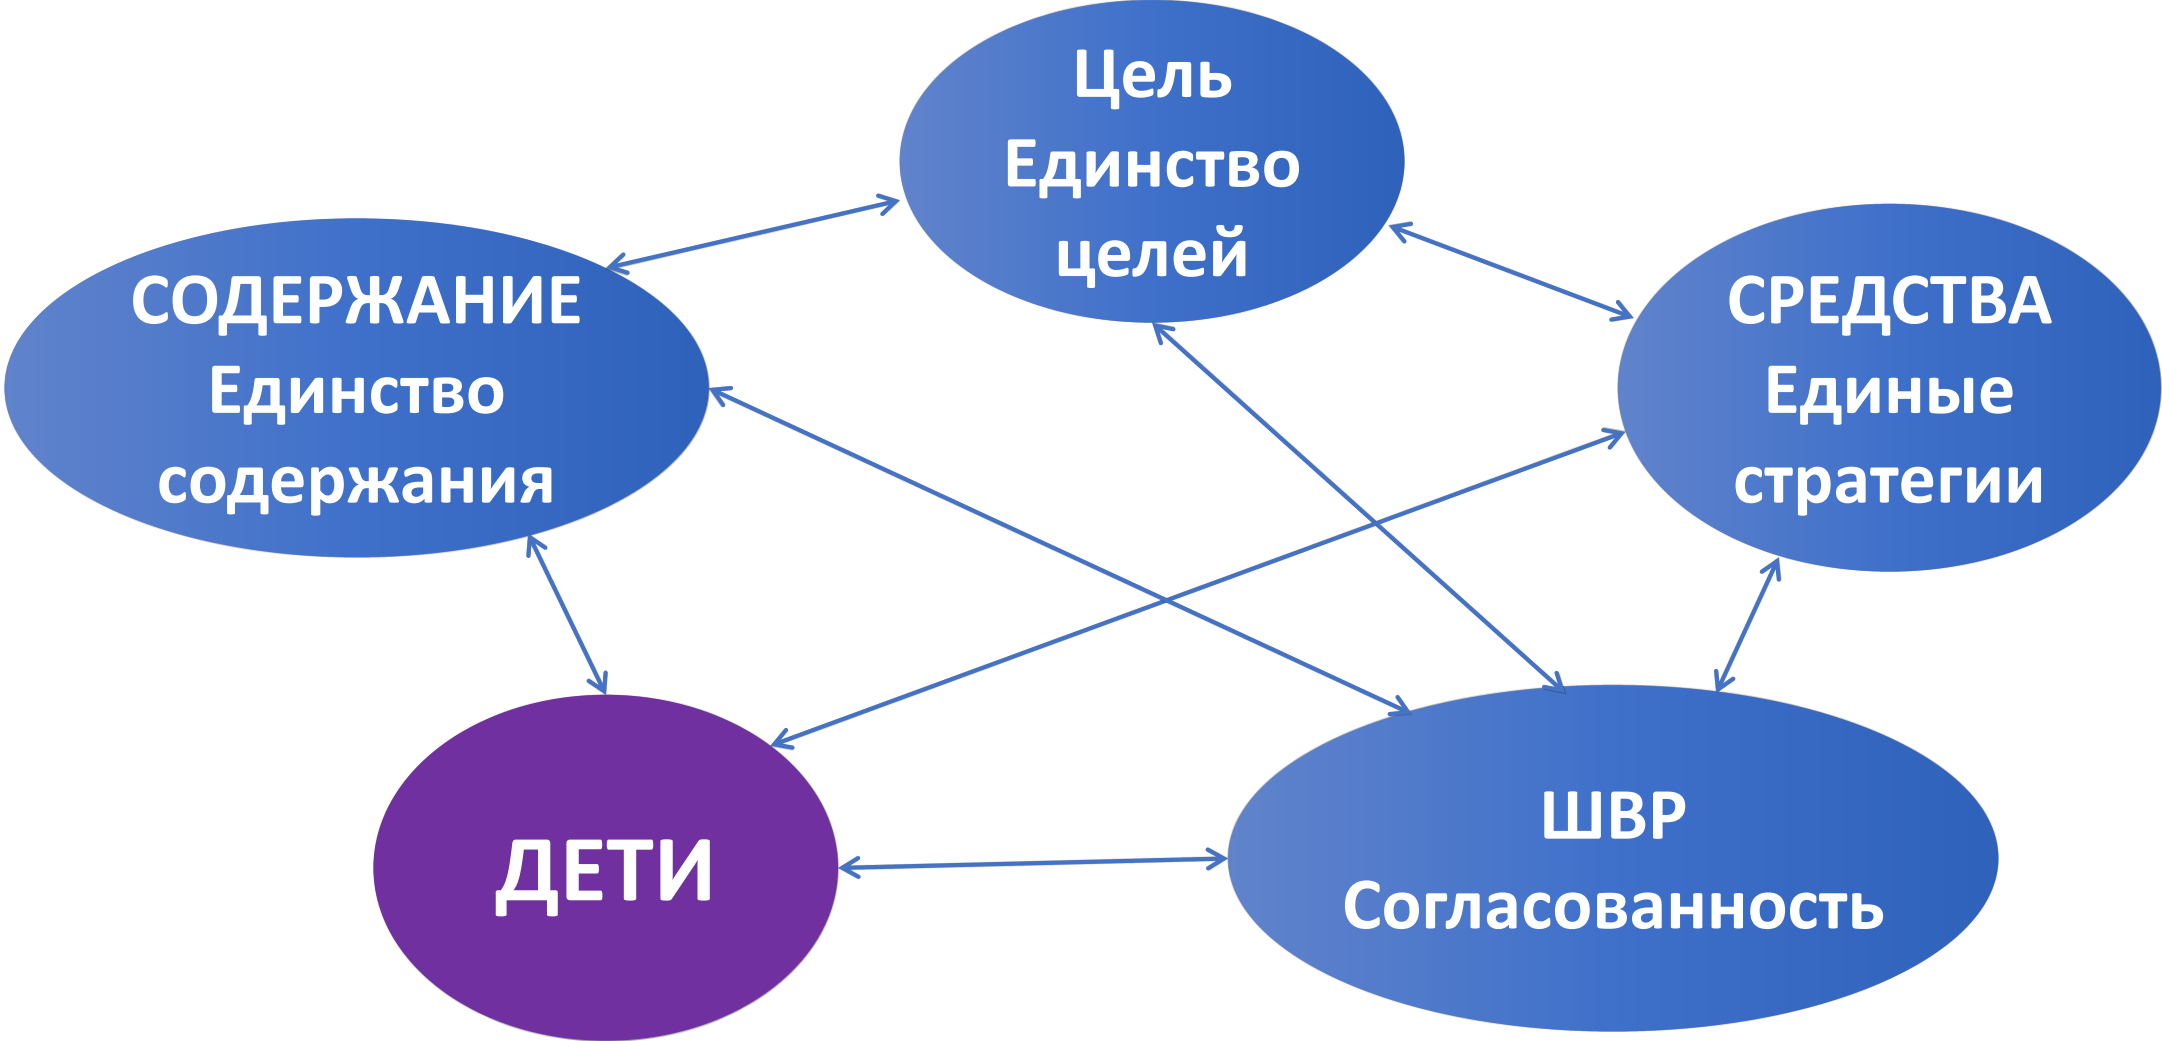 Цель
Единство
целей
СОДЕРЖАНИЕ
Единство
содержания
СРЕДСТВА
Единые
стратегии
ДЕТИ
ШВР
Согласованность